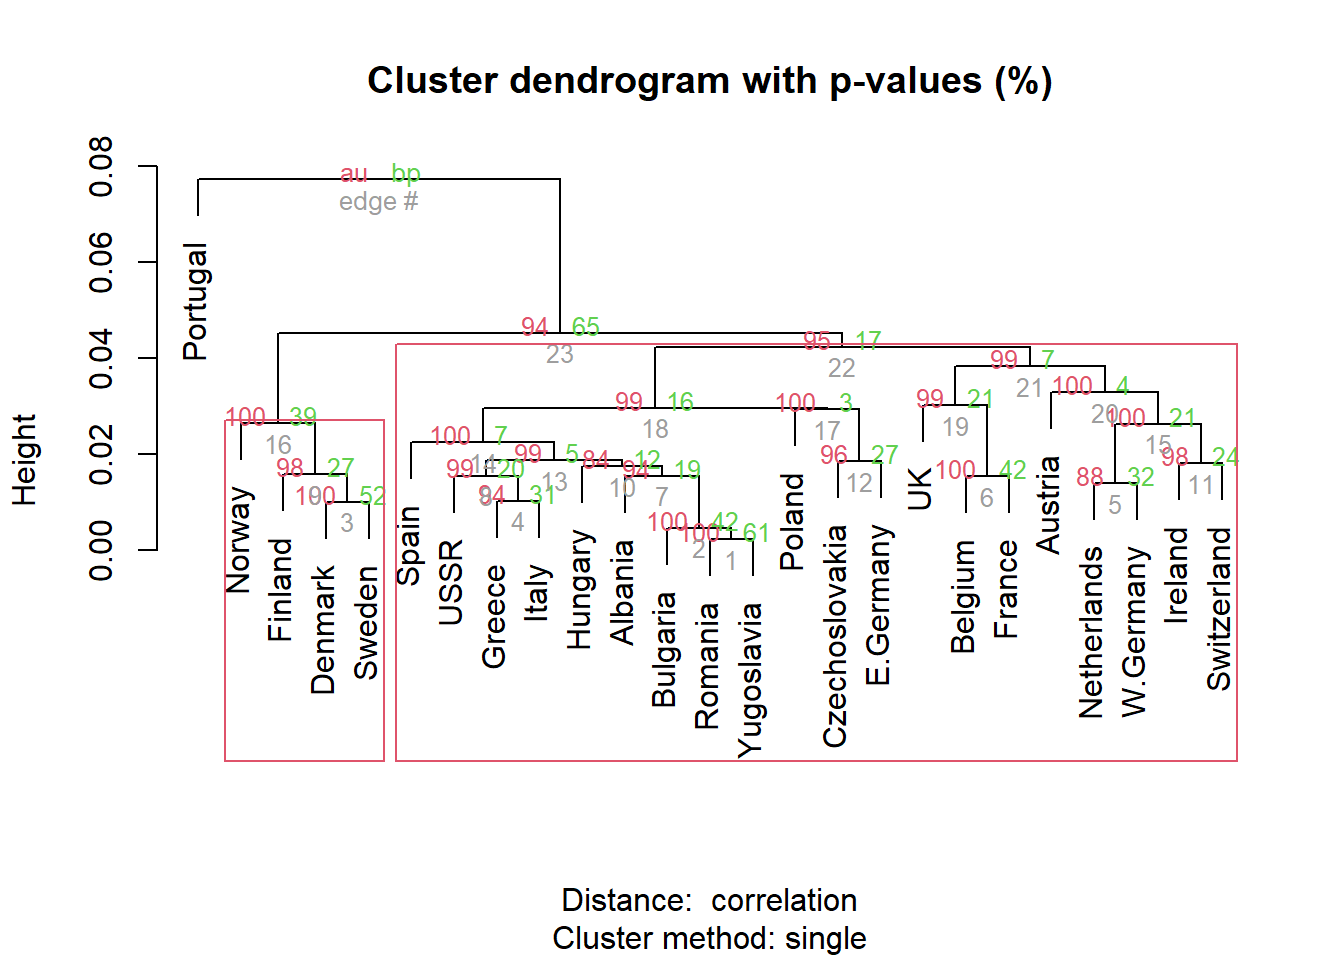 Cluster dendrogram with p-values (%)
Height
0.00 0.02 0.04 0.06 0.08
au bp
edge #
94 65
23
95 17
22
99 7
21
100 4
20
99 21
19
100 21
15
98 24
11
88 32
5
100 42
6
99 16
18
100 3
17
96 27
12
100 7
14
99 5
13
84 12
10
94 19
7
99 20
8
94 31
4
100 42
2
100 61
1
100 39
16
98 27
9
100 52
3
Portugal
Norway
Finland
Denmark
Sweden
Spain
USSR
Greece
Italy
Hungary
Albania
Bulgaria
Romania
Yugoslavia
Poland
Czechoslovakia
E.Germany
UK
Belgium
France
Austria
Netherlands
W.Germany
Ireland
Switzerland
Distance: correlation
Cluster method: single